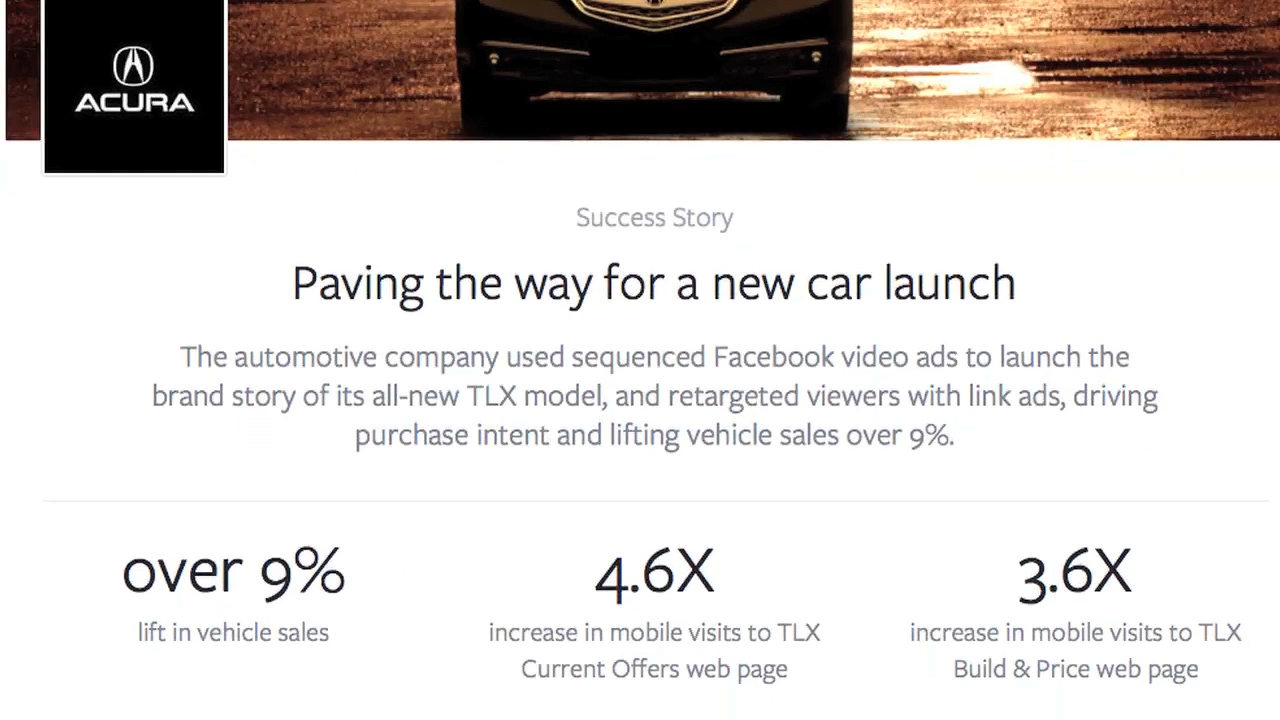 ACURA
Success Story
Paving the way for a new car launch
The automotive company used sequenced Facebook video ads to launch the
brand story of its all-new TLX model, and retargeted viewers with link ads, driving
purchase intent and lifting vehicle sales over 9%.
over 9%
lift in vehicle sales
4.6X
increase in mobile visits to TLX
Current Offers web page
3.6X
increase in mobile visits to TLX
Build & Price web page